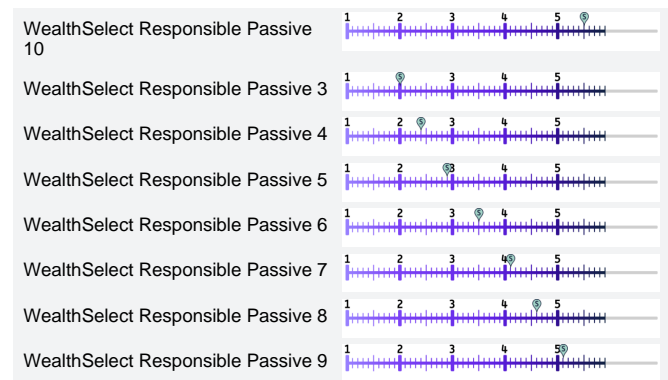 WealthSelect Responsible Passive
10
1 2 3 4 5 S
WealthSelect Responsible Passive 3
1 S 3 4 5
WealthSelect Responsible Passive 4
1 2 S 3 4 5
WealthSelect Responsible Passive 5
1 2 S 3 4 5
WealthSelect Responsible Passive 6
1 2 3 S 4 5
WealthSelect Responsible Passive 7
1 2 3 4 S 5
WealthSelect Responsible Passive 8
1 2 3 4 S 5
WealthSelect Responsible Passive 9
1 2 3 4 5 S